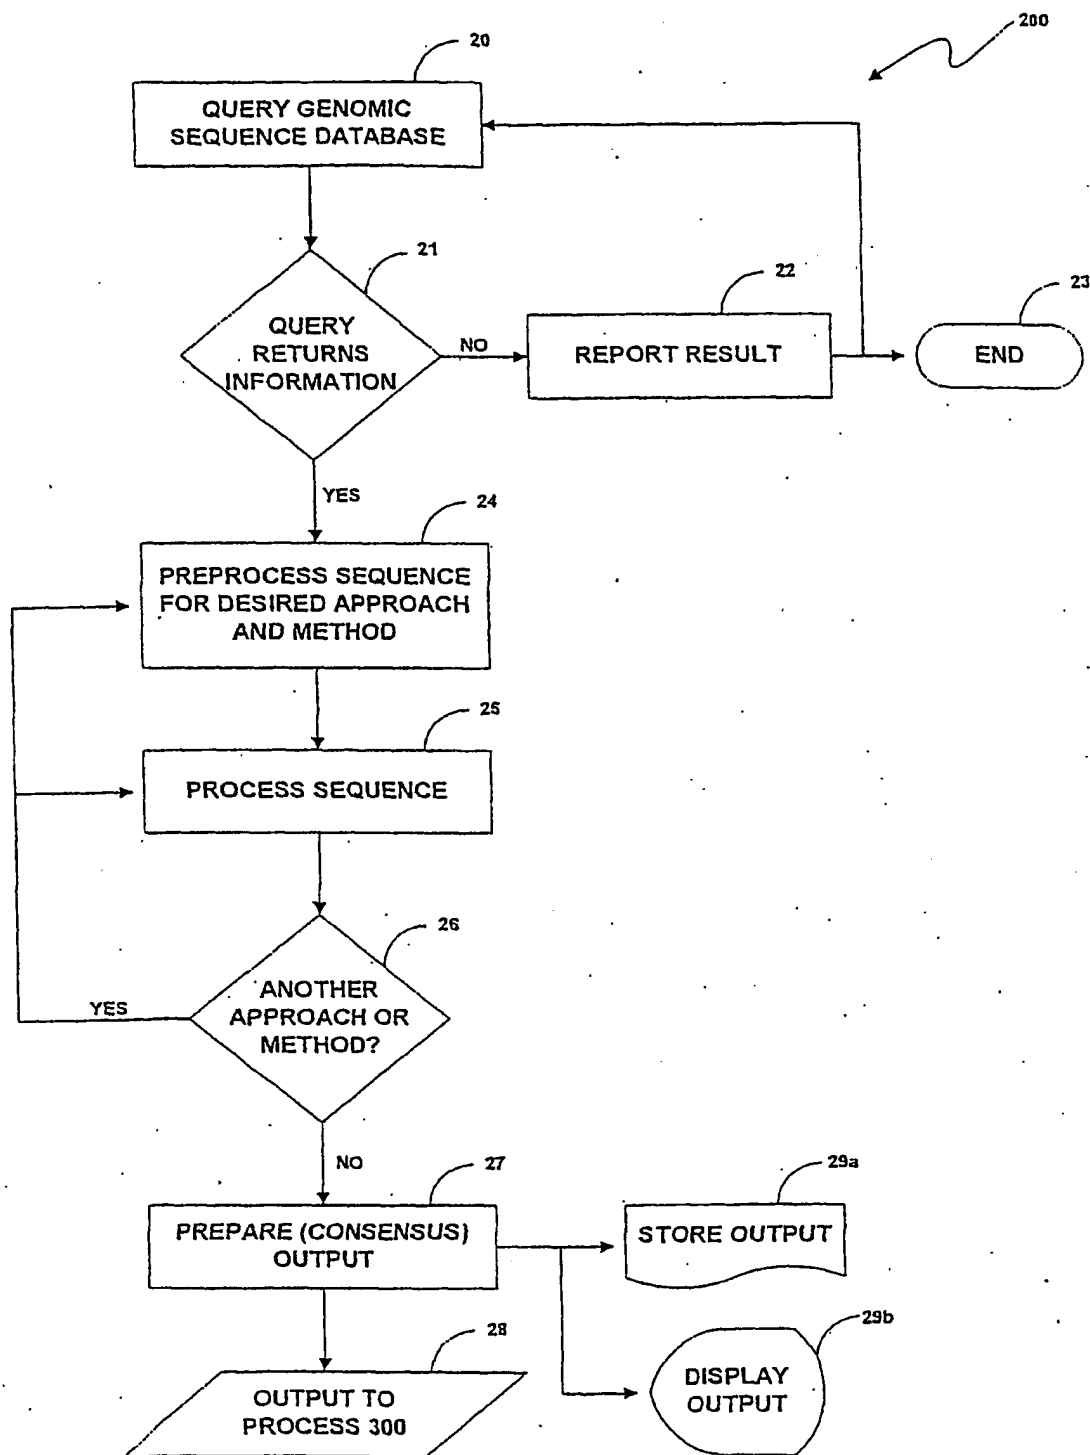 200
20
QUERY GENOMIC
SEQUENCE DATABASE
21
QUERY
RETURNS
INFORMATION
NO
22
REPORT RESULT
23
END
YES
24
PREPROCESS SEQUENCE
FOR DESIRED APPROACH
AND METHOD
25
PROCESS SEQUENCE
26
ANOTHER
APPROACH OR
METHOD?
YES
NO
27
PREPARE (CONSENSUS)
OUTPUT
29a
STORE OUTPUT
28
OUTPUT TO
PROCESS 300
29b
DISPLAY
OUTPUT